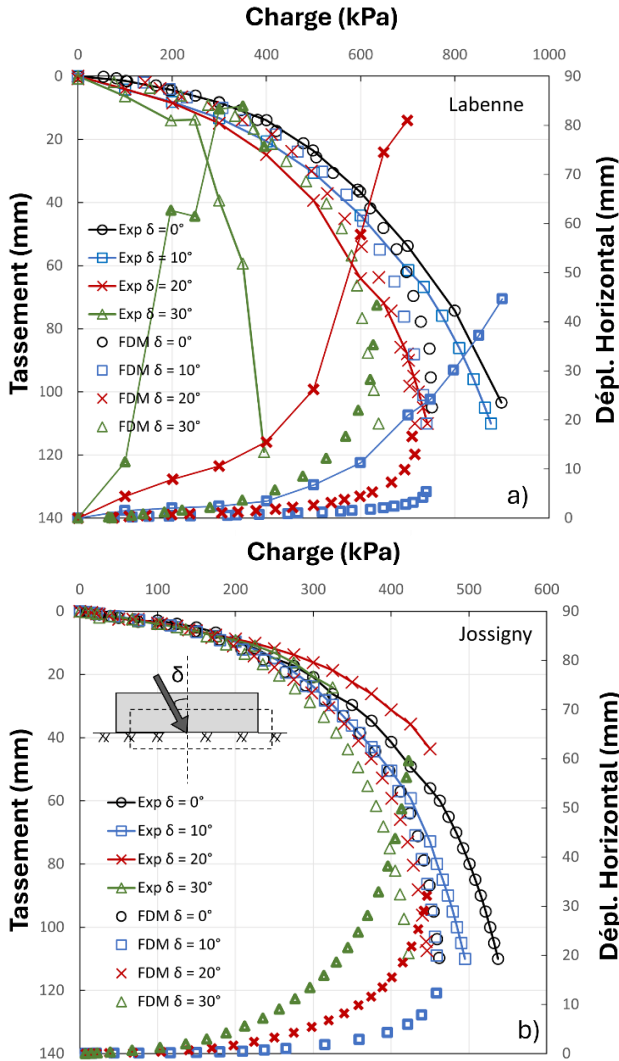 Charge (kPa)
0 200 400 600 800 1000
0
20
40
60
80
100
120
140
Tassement (mm)
90
80
70
60
50
40
30
20
10
0
Dépl. Horizontal (mm)
Labenne
Exp δ = 0°
Exp δ = 10°
Exp δ = 20°
Exp δ = 30°
FDM δ = 0°
FDM δ = 10°
FDM δ = 20°
FDM δ = 30°
a)
Charge (kPa)
0 100 200 300 400 500 600
0
20
40
60
80
100
120
140
Tassement (mm)
90
80
70
60
50
40
30
20
10
0
Dépl. Horizontal (mm)
Jossigny
δ
Exp δ = 0°
Exp δ = 10°
Exp δ = 20°
Exp δ = 30°
FDM δ = 0°
FDM δ = 10°
FDM δ = 20°
FDM δ = 30°
b)